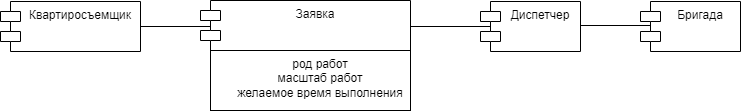 Квартиросъемщик
Заявка
род работ
масштаб работ
желаемое время выполнения
Диспетчер
Бригада